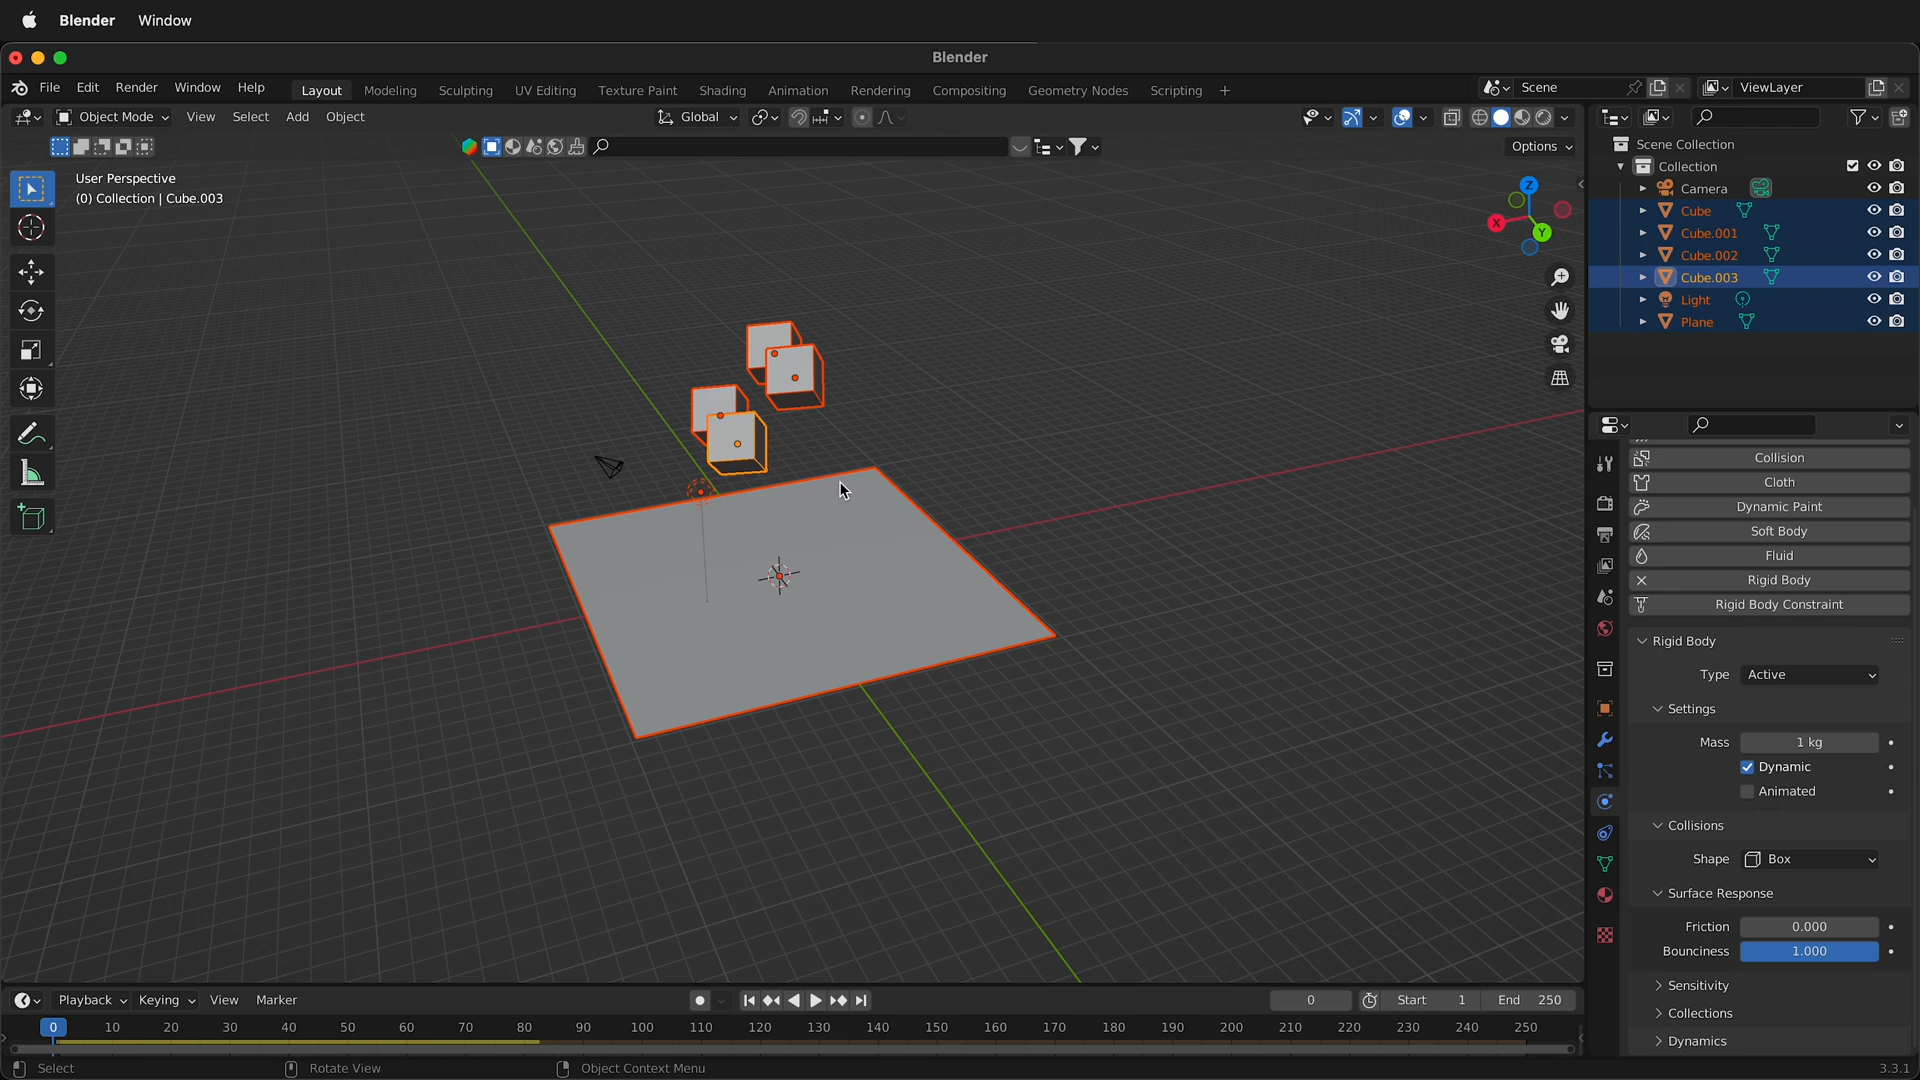 Blender Window
Blender
File Edit Render Window Help Layout Modeling Sculpting UV Editing Texture Paint Shading Animation Rendering Compositing Geometry Nodes Scripting + Scene ViewLayer
Object Mode View Select Add Object Global
Options
User Perspective
(0) Collection | Cube.003
Z
X
Y
Scene Collection
Collection
Camera
Cube
Cube.001
Cube.002
Cube.003
Light
Plane
Collision
Cloth
Dynamic Paint
Soft Body
Fluid
Rigid Body
Rigid Body Constraint
Rigid Body
Type Active
Settings
Mass 1 kg
Dynamic
Animated
Collisions
Shape Box
Surface Response
Friction 0.000
Bounciness 1.000
Sensitivity
Collections
Dynamics
Playback Keying View Marker 0 Start 1 End 250
0 10 20 30 40 50 60 70 80 90 100 110 120 130 140 150 160 170 180 190 200 210 220 230 240 250
Select Rotate View Object Context Menu 3.3.1